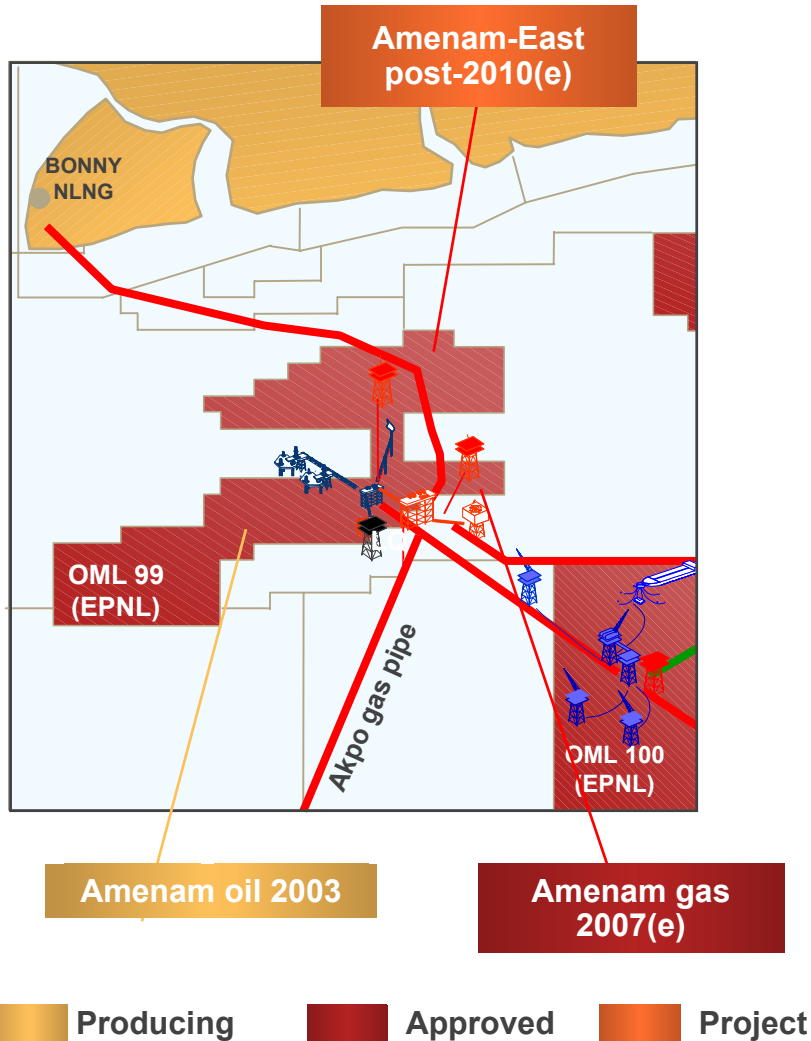 Amenam-East
post-2010(e)
BONNY
NLNG
OML 99
(EPNL)
Akpo gas pipe
OML 100
(EPNL)
Amenam oil 2003
Amenam gas
2007(e)
Producing
Approved
Project